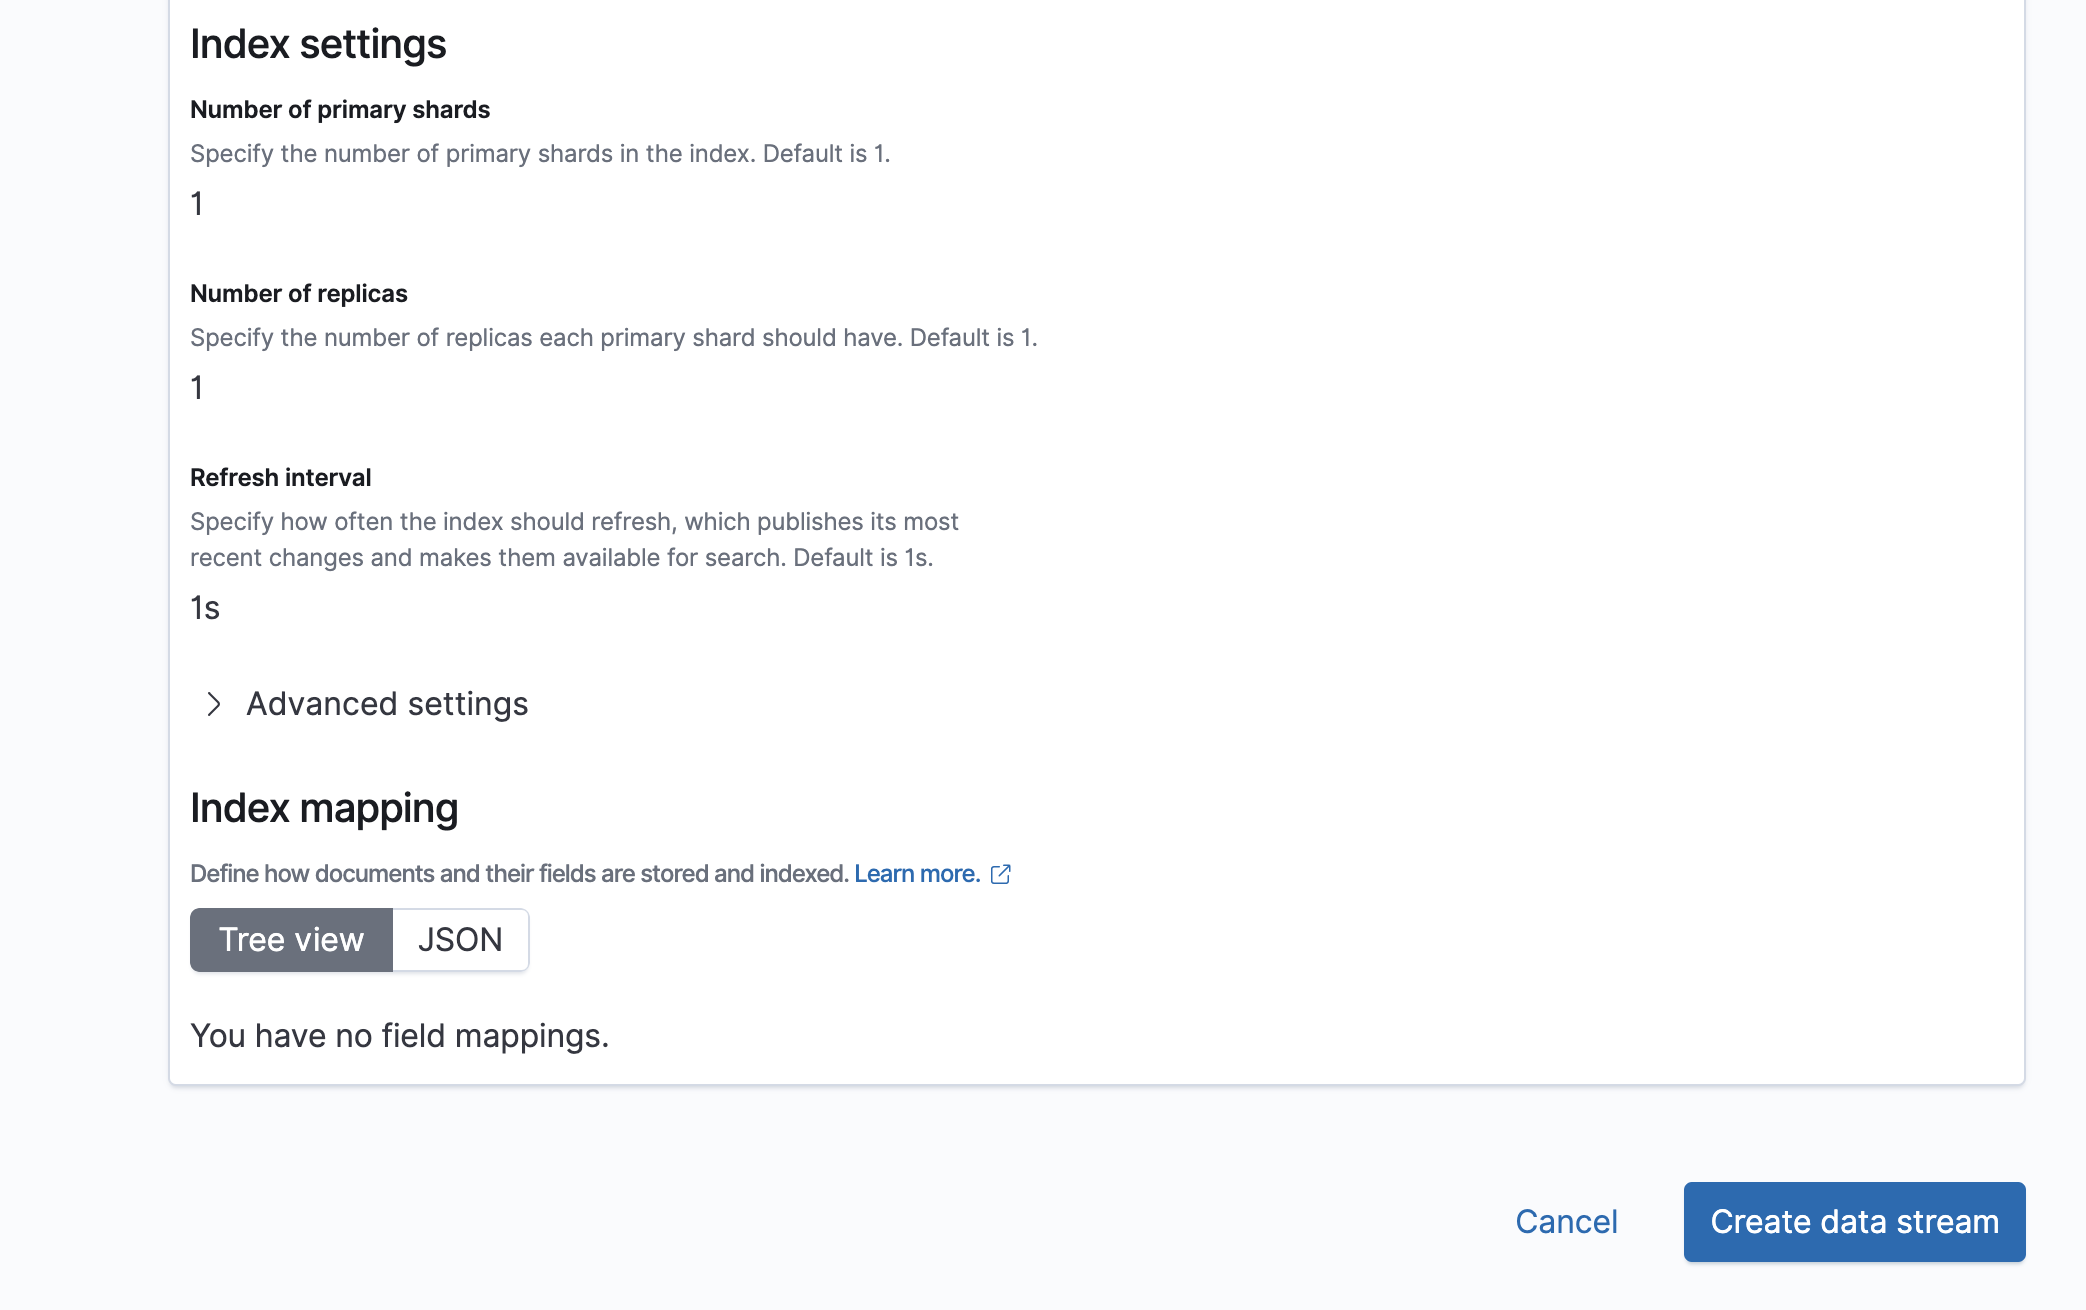 Index settings
Number of primary shards
Specify the number of primary shards in the index. Default is 1.
1
Number of replicas
Specify the number of replicas each primary shard should have. Default is 1.
1
Refresh interval
Specify how often the index should refresh, which publishes its most
recent changes and makes them available for search. Default is 1s.
1s
Advanced settings
Index mapping
Define how documents and their fields are stored and indexed. Learn more.
Tree view JSON
You have no field mappings.
Cancel Create data stream